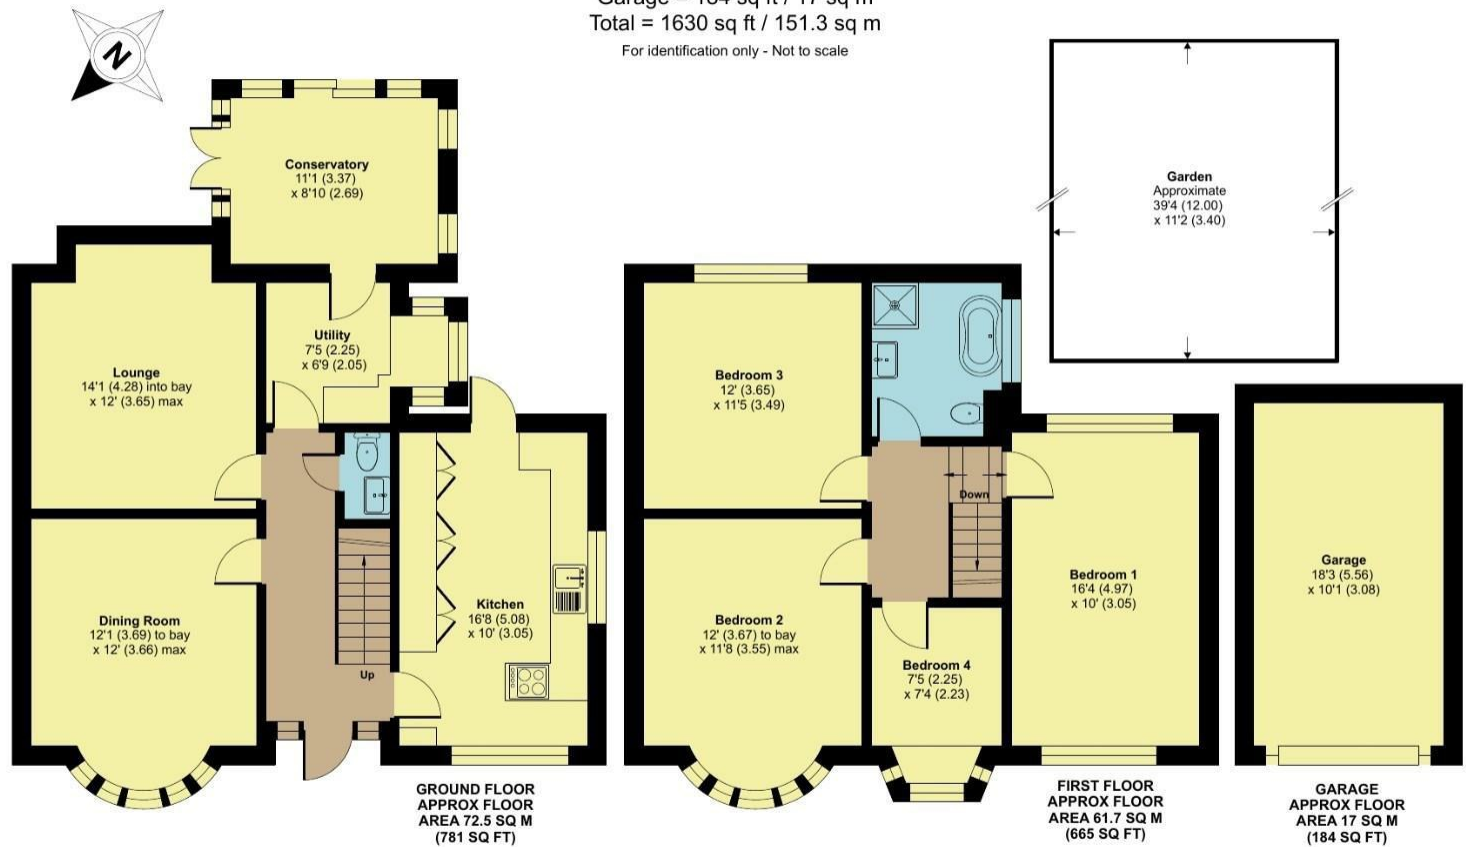 Garage = 184 sq ft / 17 sq m
Total = 1630 sq ft / 151.3 sq m
For identification only - Not to scale
N
Conservatory
11'1 (3.37)
x 8'10 (2.69)
Garden
Approximate
39'4 (12.00)
x 11'2 (3.40)
Utility
7'5 (2.25)
x 6'9 (2.05)
Lounge
14'1 (4.28) into bay
x 12' (3.65) max
Bedroom 3
12' (3.65)
x 11'5 (3.49)
Down
Dining Room
12'1 (3.69) to bay
x 12' (3.66) max
Kitchen
16'8 (5.08)
x 10' (3.05)
Up
Bedroom 2
12' (3.67) to bay
x 11'8 (3.55) max
Bedroom 4
7'5 (2.25)
x 7'4 (2.23)
Bedroom 1
16'4 (4.97)
x 10' (3.05)
Garage
18'3 (5.56)
x 10'1 (3.08)
GROUND FLOOR
APPROX FLOOR
AREA 72.5 SQ M
(781 SQ FT)
FIRST FLOOR
APPROX FLOOR
AREA 61.7 SQ M
(665 SQ FT)
GARAGE
APPROX FLOOR
AREA 17 SQ M
(184 SQ FT)